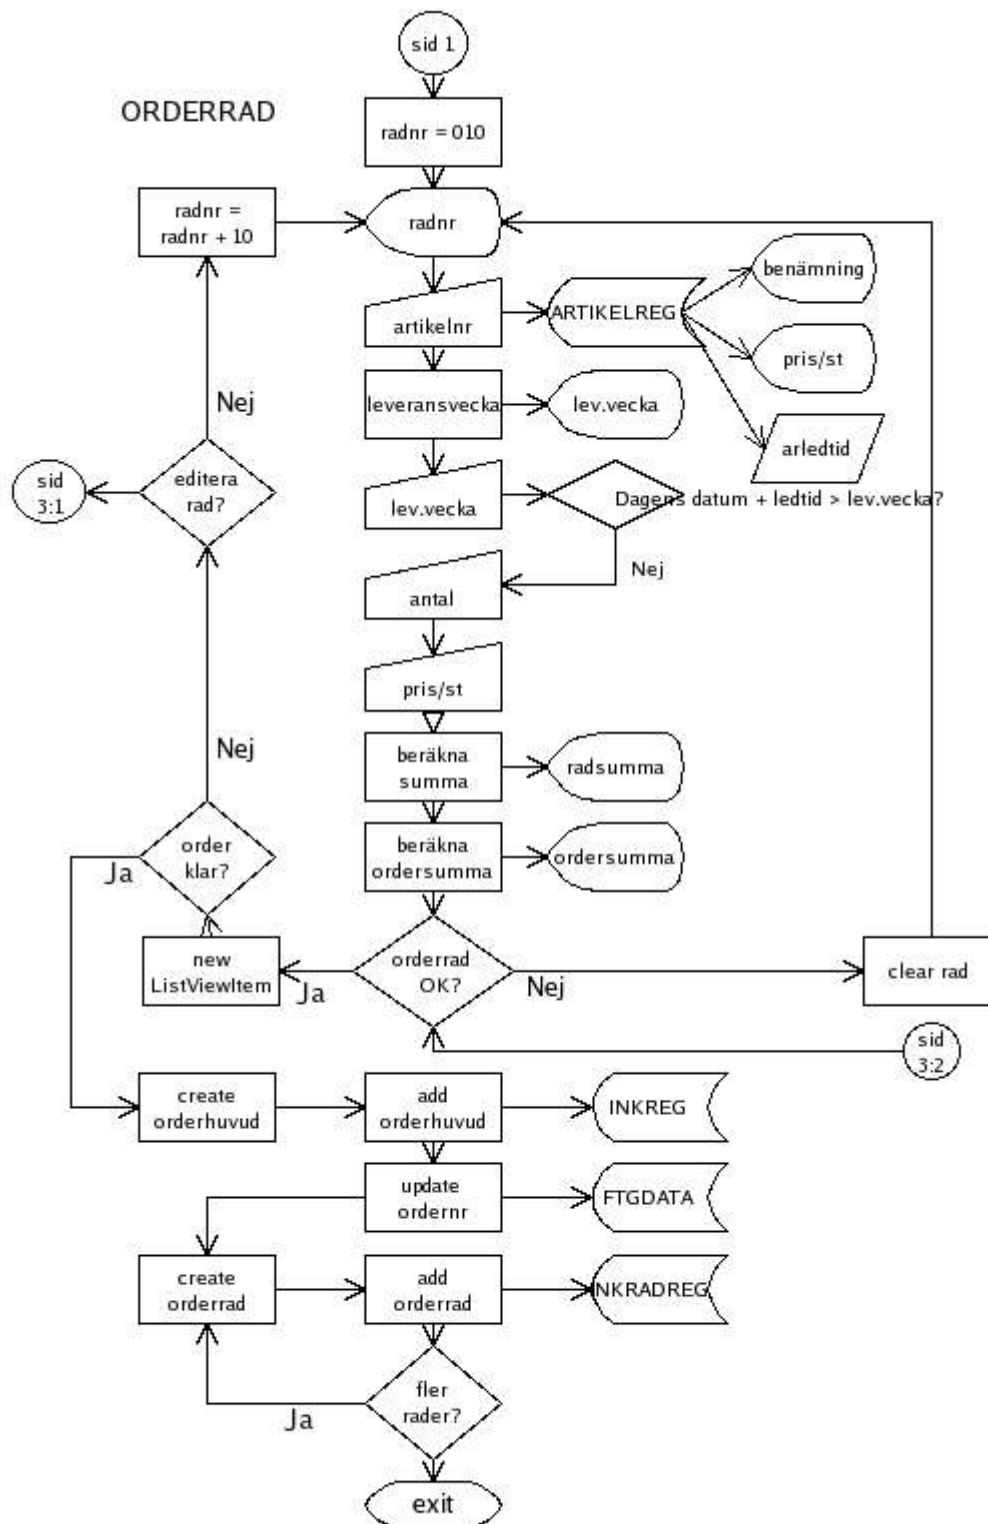 sid 1
ORDERRAD
radnr = 010
radnr =
radnr + 10
radnr
benämning
artikelnr
ARTIKELREG
pris/st
leveransvecka
lev.vecka
Nej
arledtid
sid
3:1
editera
rad?
lev.vecka
Dagens datum + ledtid > lev.vecka?
Nej
antal
pris/st
Nej
beräkna
summa
radsumma
order
klar?
Ja
beräkna
ordersumma
ordersumma
new
ListViewItem
Ja
orderrad
OK?
Nej
clear rad
sid
3:2
create
orderhuvud
add
orderhuvud
INKREG
update
ordernr
FTGDATA
create
orderrad
add
orderrad
NKRADREG
fler
rader?
Ja
exit